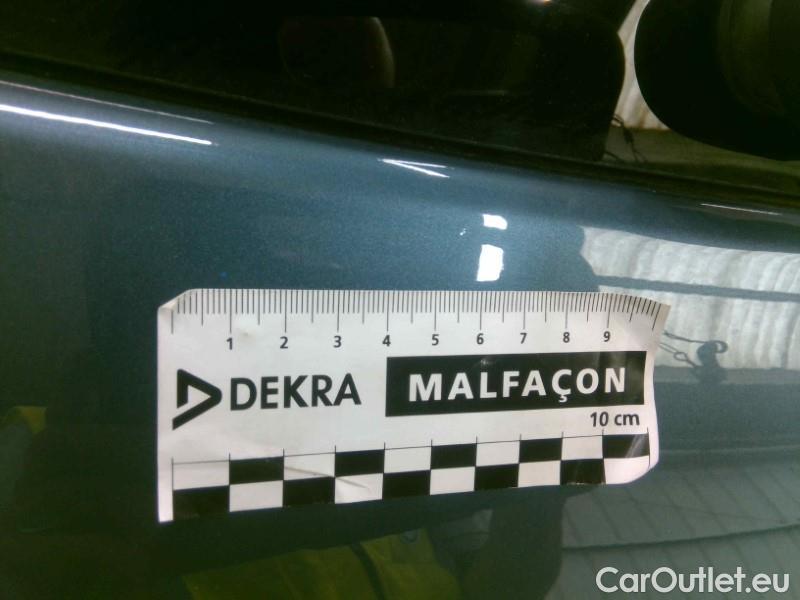 1 2 3 4 5 6 7 8 9
DEKRA MALFAÇON
10 cm
CarOutlet.eu